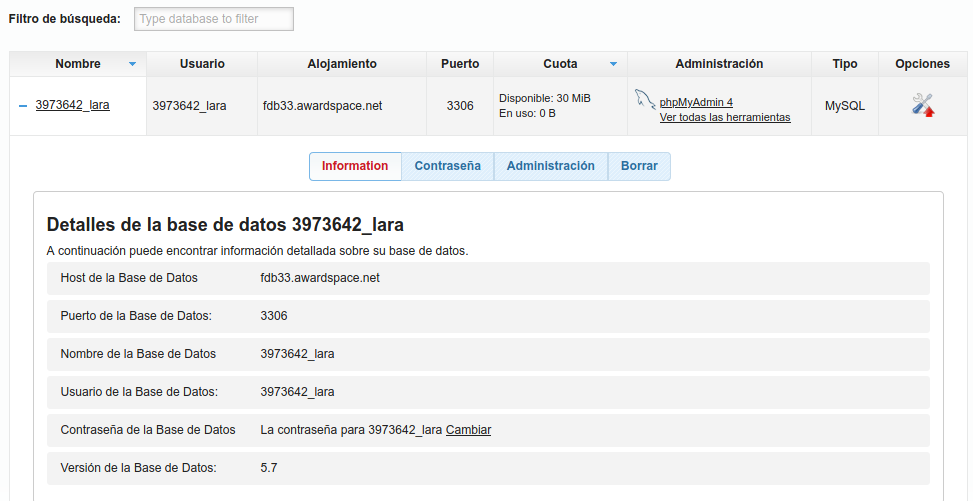 Filtro de búsqueda: Type database to filter
Nombre Usuario Alojamiento Puerto Cuota Administración Tipo Opciones
3973642_lara 3973642_lara fdb33.awardspace.net 3306 Disponible: 30 MiB phpMyAdmin 4 MySQL
En uso: 0 B Ver todas las herramientas
Information Contraseña Administración Borrar
Detalles de la base de datos 3973642_lara
A continuación puede encontrar información detallada sobre su base de datos.
Host de la Base de Datos fdb33.awardspace.net
Puerto de la Base de Datos: 3306
Nombre de la Base de Datos 3973642_lara
Usuario de la Base de Datos: 3973642_lara
Contraseña de la Base de Datos La contraseña para 3973642_lara Cambiar
Versión de la Base de Datos: 5.7